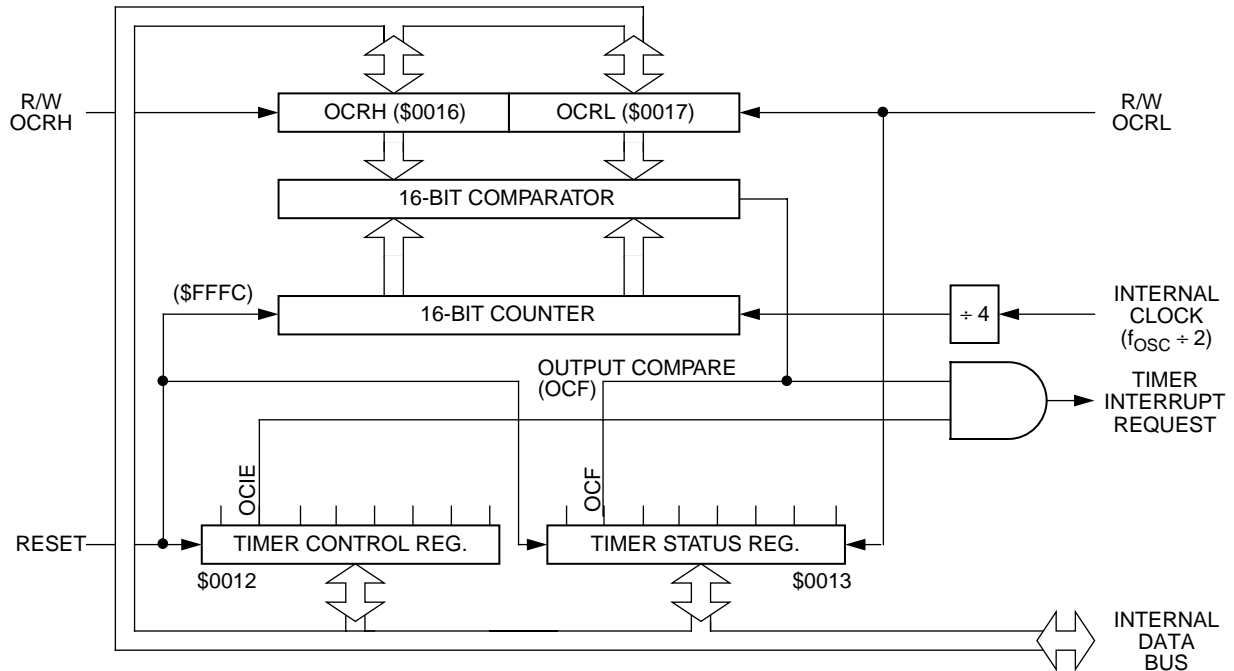 R/W
OCRH
OCRH ($0016)
OCRL ($0017)
R/W
OCRL
16-BIT COMPARATOR
($FFFC)
16-BIT COUNTER
÷ 4
INTERNAL
CLOCK
(fOSC ÷ 2)
OUTPUT COMPARE
(OCF)
TIMER
INTERRUPT
REQUEST
OCIE
OCF
RESET
TIMER CONTROL REG.
TIMER STATUS REG.
$0012
$0013
INTERNAL
DATA
BUS